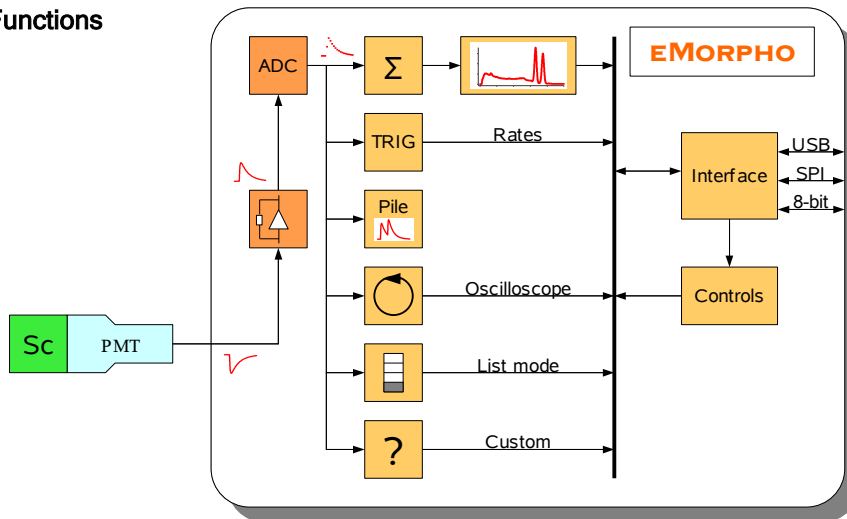 Functions
ADC
Σ
EMORPHO
TRIG
Rates
Interface
USB
SPI
8-bit
Pile
Oscilloscope
Controls
Sc
PMT
List mode
?
Custom